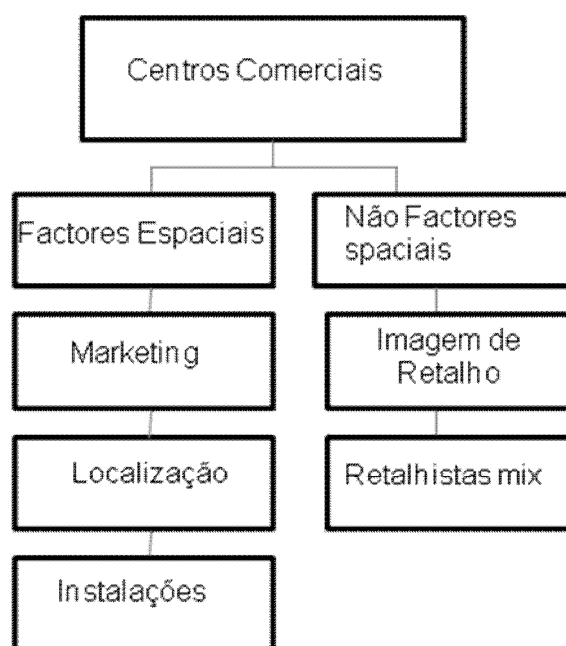 Centros Comerciais
Factores Espaciais
Não Factores
spaciais
Marketing
Imagem de
Retalho
Localização
Retalhistas mix
Instalações